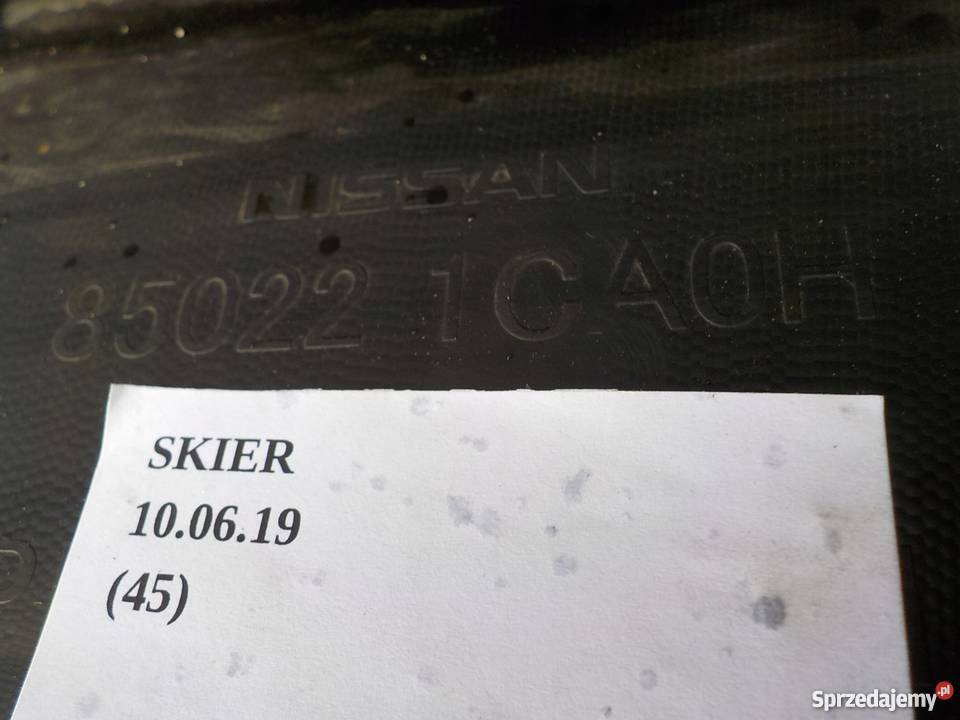 NISSAN
85022 1CA0H
SKIER
10.06.19
(45)
Sprzedajemy.pl